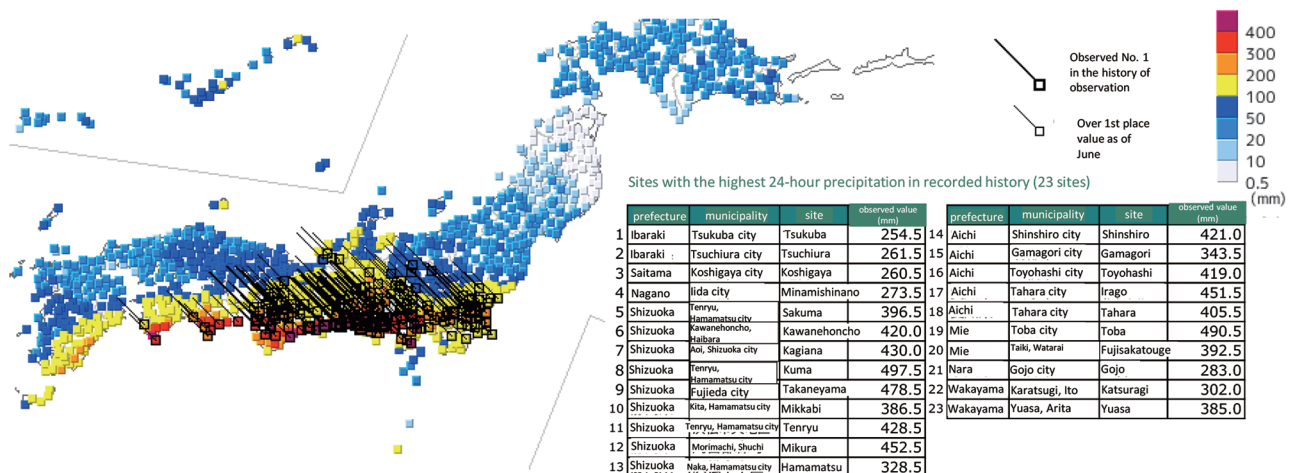 400
300
200
100
50
20
10
0.5
(mm)
Observed No. 1
in the history of
observation
Over 1st place
value as of
June
Sites with the highest 24-hour precipitation in recorded history (23 sites)
prefecture municipality site observed value (mm)
1 Ibaraki Tsukuba city Tsukuba 254.5
2 Ibaraki Tsuchiura city Tsuchiura 261.5
3 Saitama Koshigaya city Koshigaya 260.5
4 Nagano Iida city Minamishinano 273.5
5 Shizuoka Tenryu, Hamamatsu city Sakuma 396.5
6 Shizuoka Kawanehoncho, Haibara Kawanehoncho 420.0
7 Shizuoka Aoi, Shizuoka city Kagiana 430.0
8 Shizuoka Tenryu, Hamamatsu city Kuma 497.5
9 Shizuoka Fujieda city Takaneyama 478.5
10 Shizuoka Kita, Hamamatsu city Mikkabi 386.5
11 Shizuoka Tenryu, Hamamatsu city Tenryu 428.5
12 Shizuoka Morimachi, Shuchi Mikura 452.5
13 Shizuoka Naka, Hamamatsu city Hamamatsu 328.5
prefecture municipality site observed value (mm)
14 Aichi Shinshiro city Shinshiro 421.0
15 Aichi Gamagori city Gamagori 343.5
16 Aichi Toyohashi city Toyohashi 419.0
17 Aichi Tahara city Irago 451.5
18 Aichi Tahara city Tahara 405.5
19 Mie Toba city Toba 490.5
20 Mie Taiki, Watarai Fujisakatouge 392.5
21 Nara Gojo city Gojo 283.0
22 Wakayama Karatsugi, Ito Katsuragi 302.0
23 Wakayama Yuasa, Arita Yuasa 385.0